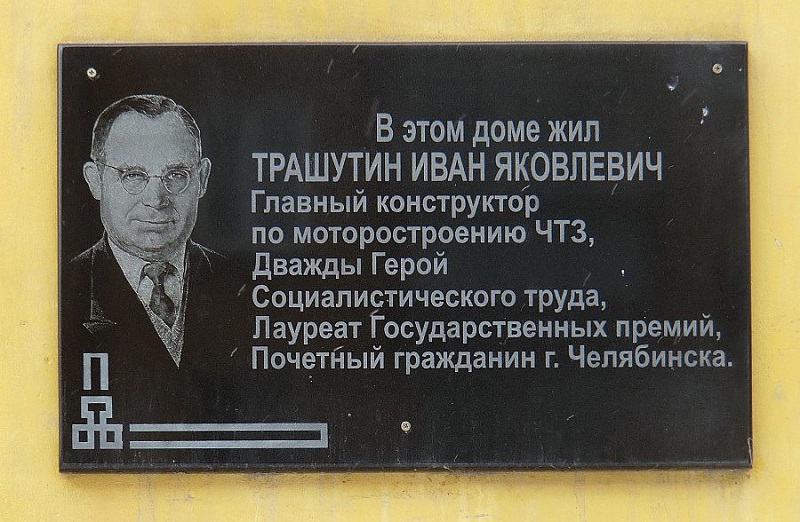 В этом доме жил
ТРАШУТИН ИВАН ЯКОВЛЕВИЧ
Главный конструктор
по моторостроению ЧТЗ,
Дважды Герой
Социалистического труда,
Лауреат Государственных премий,
Почетный гражданин г. Челябинска.